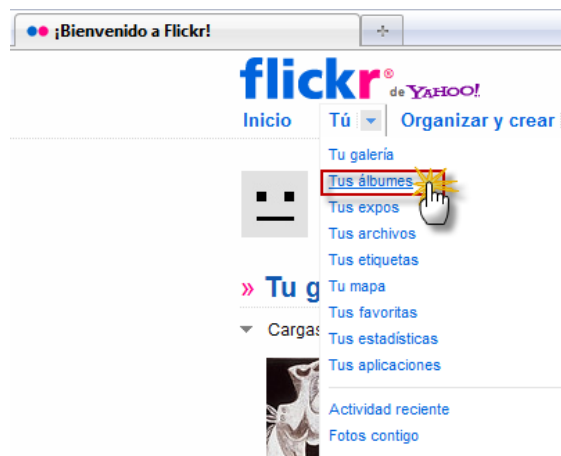 ¡Bienvenido a Flickr!
flickr® de YAHOO!
Inicio Tú Organizar y crear
Tu galería
Tus álbumes
Tus expos
Tus archivos
Tus etiquetas
» Tu g Tu mapa
Tus favoritas
Cargas Tus estadísticas
Tus aplicaciones
Actividad reciente
Fotos contigo